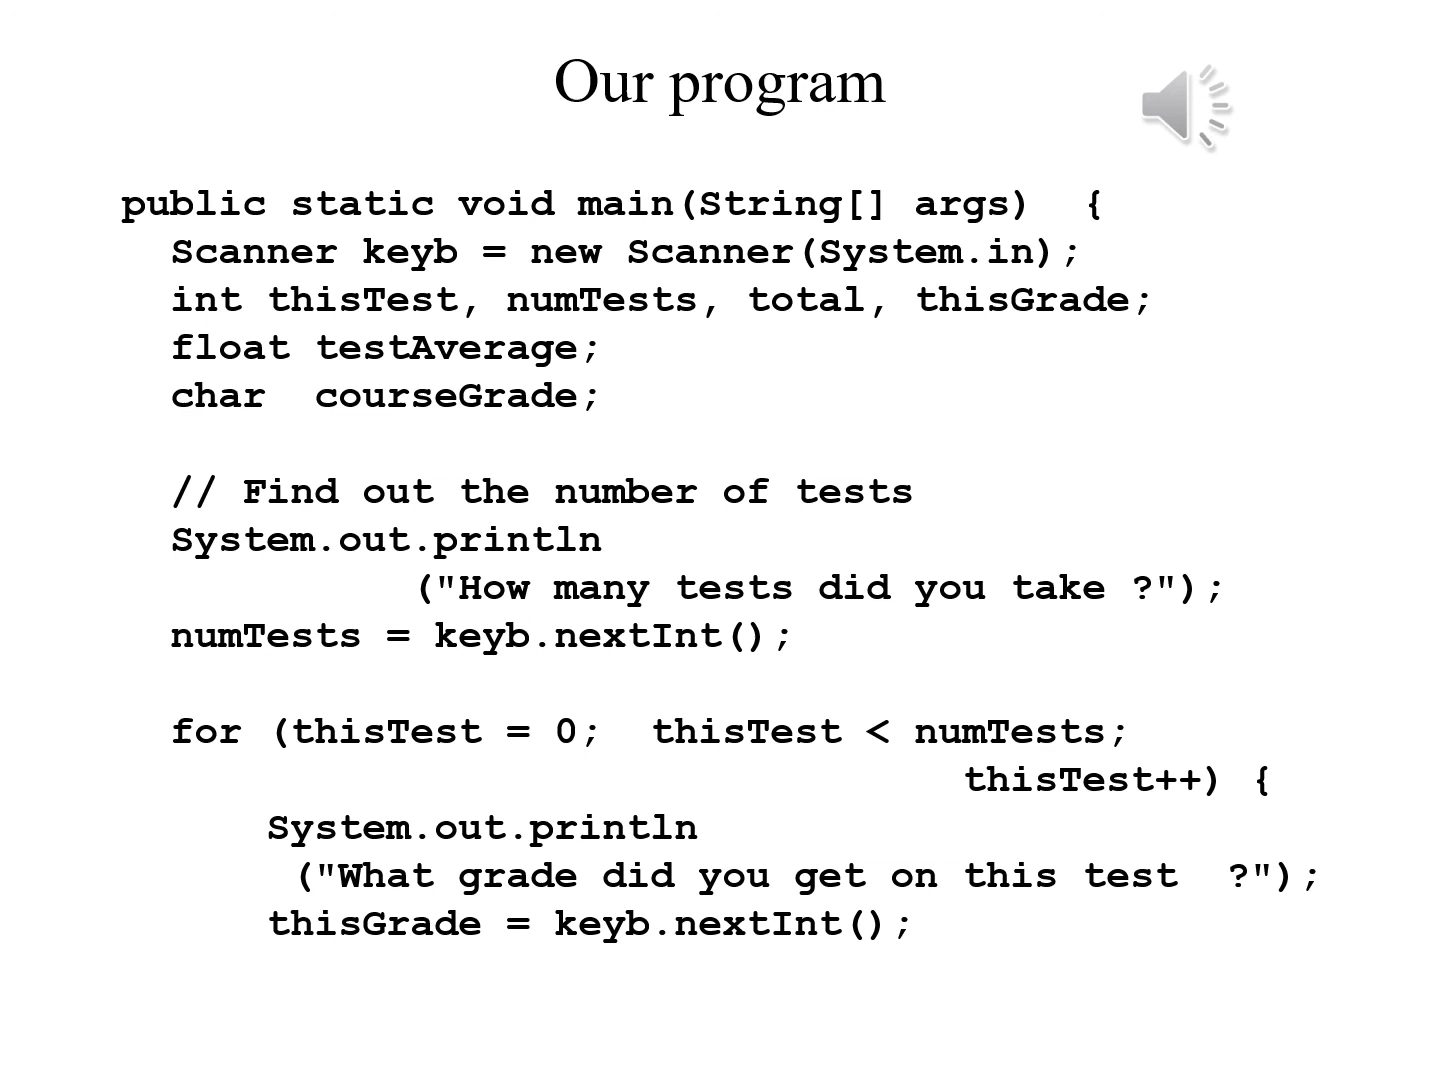 Our program
public static void main(String[] args)  {
Scanner keyb = new Scanner(System.in);
int thisTest, numTests, total, thisGrade;
float testAverage;
char  courseGrade;
// Find out the number of tests
System.out.println
("How many tests did you take ?");
numTests = keyb.nextInt();
for (thisTest = 0;  thisTest < numTests;
thisTest++) {
System.out.println
("What grade did you get on this test  ?");
thisGrade = keyb.nextInt();